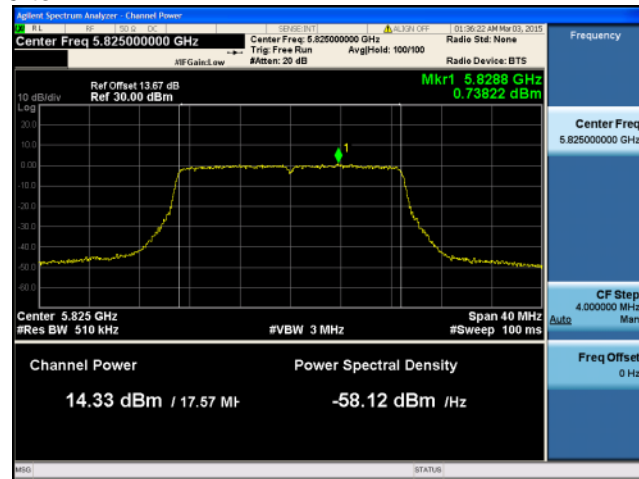 Agilent Spectrum Analyzer - Channel Power
RL RF 50 Ω DC SENSE:INT ALIGN OFF 01:36:22 AM Mar 03, 2015
Center Freq 5.825000000 GHz
Center Freq: 5.825000000 GHz Radio Std: None
Trig: Free Run Avg|Hold: 100/100
#IFGain:Low #Atten: 20 dB Radio Device: BTS
Frequency
Ref Offset 13.67 dB
Mkr1 5.8288 GHz
10 dB/div Ref 30.00 dBm 0.73822 dBm
Log
20.0
10.0
1
0.00
-10.0
-20.0
-30.0
-40.0
-50.0
-60.0
Center 5.825 GHz Span 40 MHz
#Res BW 510 kHz #VBW 3 MHz #Sweep 100 ms
Channel Power Power Spectral Density
14.33 dBm / 17.57 MH -58.12 dBm /Hz
Center Freq
5.825000000 GHz
CF Step
4.000000 MHz
Auto Man
Freq Offset
0 Hz
MSG STATUS